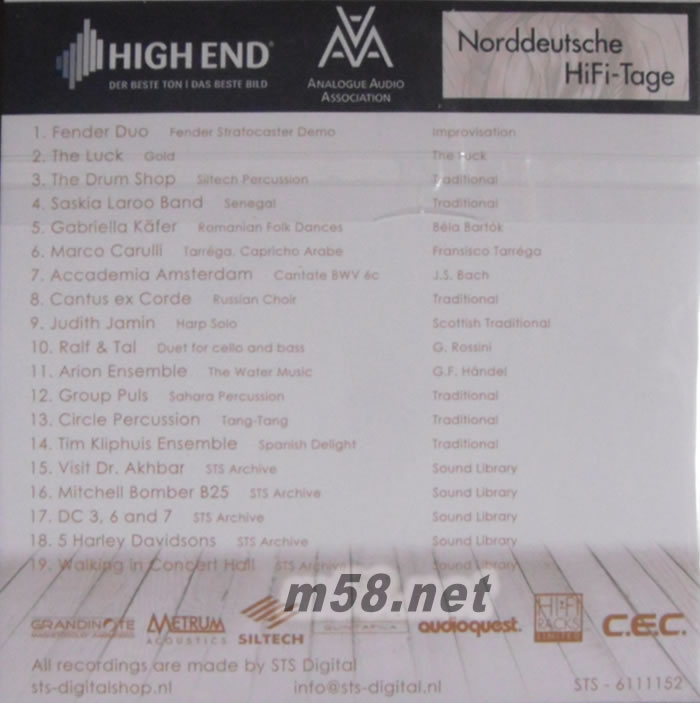 HIGH END®
DER BESTE TON | DAS BESTE BILD
AAA
ANALOGUE AUDIO
ASSOCIATION
Norddeutsche
HiFi-Tage
1. Fender Duo Fender Stratocaster Demo Improvisation
2. The Luck Gold The Luck
3. The Drum Shop Siltech Percussion Traditional
4. Saskia Laroo Band Senegal Traditional
5. Gabriella Käfer Romanian Folk Dances Béla Bartók
6. Marco Carulli Tarréga, Capricho Arabe Fransisco Tarréga
7. Accademia Amsterdam Cantate BWV 6c J.S. Bach
8. Cantus ex Corde Russian Choir Traditional
9. Judith Jamin Harp Solo Scottish Traditional
10. Ralf & Tal Duet for cello and bass G. Rossini
11. Arion Ensemble The Water Music G.F. Händel
12. Group Puls Sahara Percussion Traditional
13. Circle Percussion Tang-Tang Traditional
14. Tim Kliphuis Ensemble Spanish Delight Traditional
15. Visit Dr. Akhbar STS Archive Sound Library
16. Mitchell Bomber B25 STS Archive Sound Library
17. DC 3, 6 and 7 STS Archive Sound Library
18. 5 Harley Davidsons STS Archive Sound Library
19. Walking in Concert Hall STS Archive Sound Library
m58.net
GRANDINOTE METRUM ACOUSTICS SILTECH audioquest. HIFI RACKS LIMITED C.E.C.
All recordings are made by STS Digital
sts-digitalshop.nl info@sts-digital.nl STS - 6111152